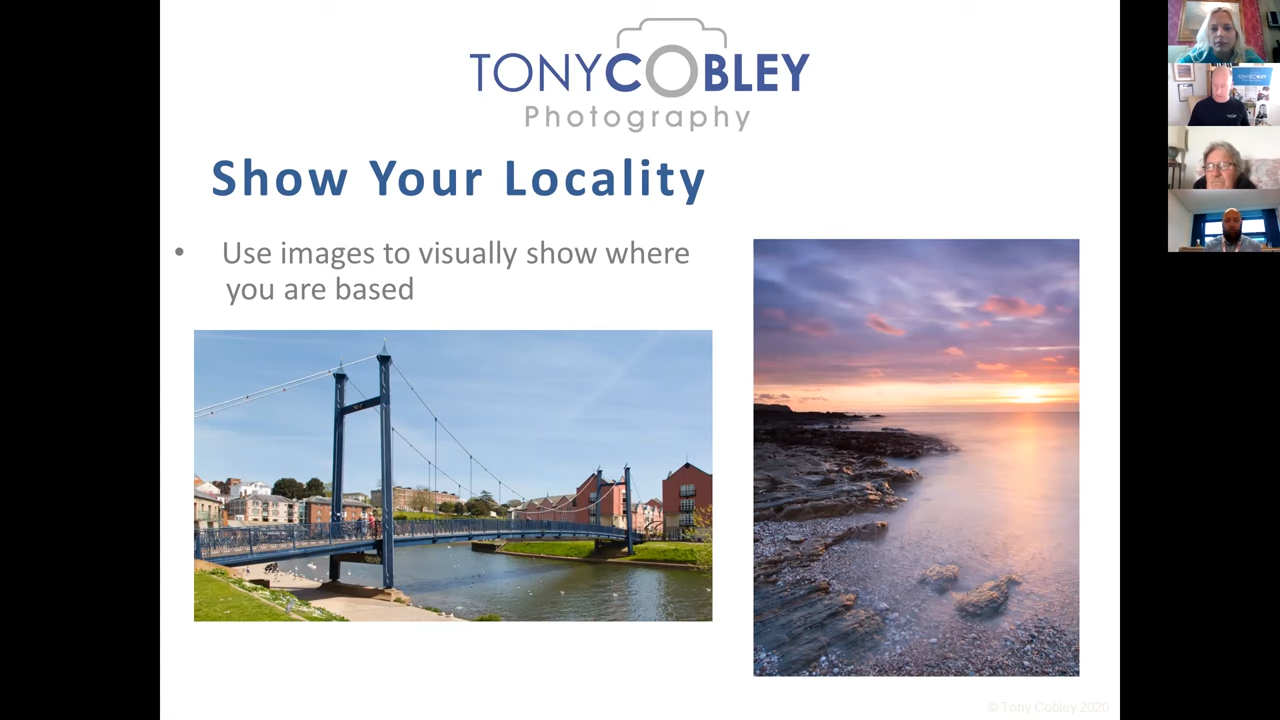 TONYCOBLEY
Photography
Show Your Locality
• Use images to visually show where
you are based
© Tony Cobley 2020